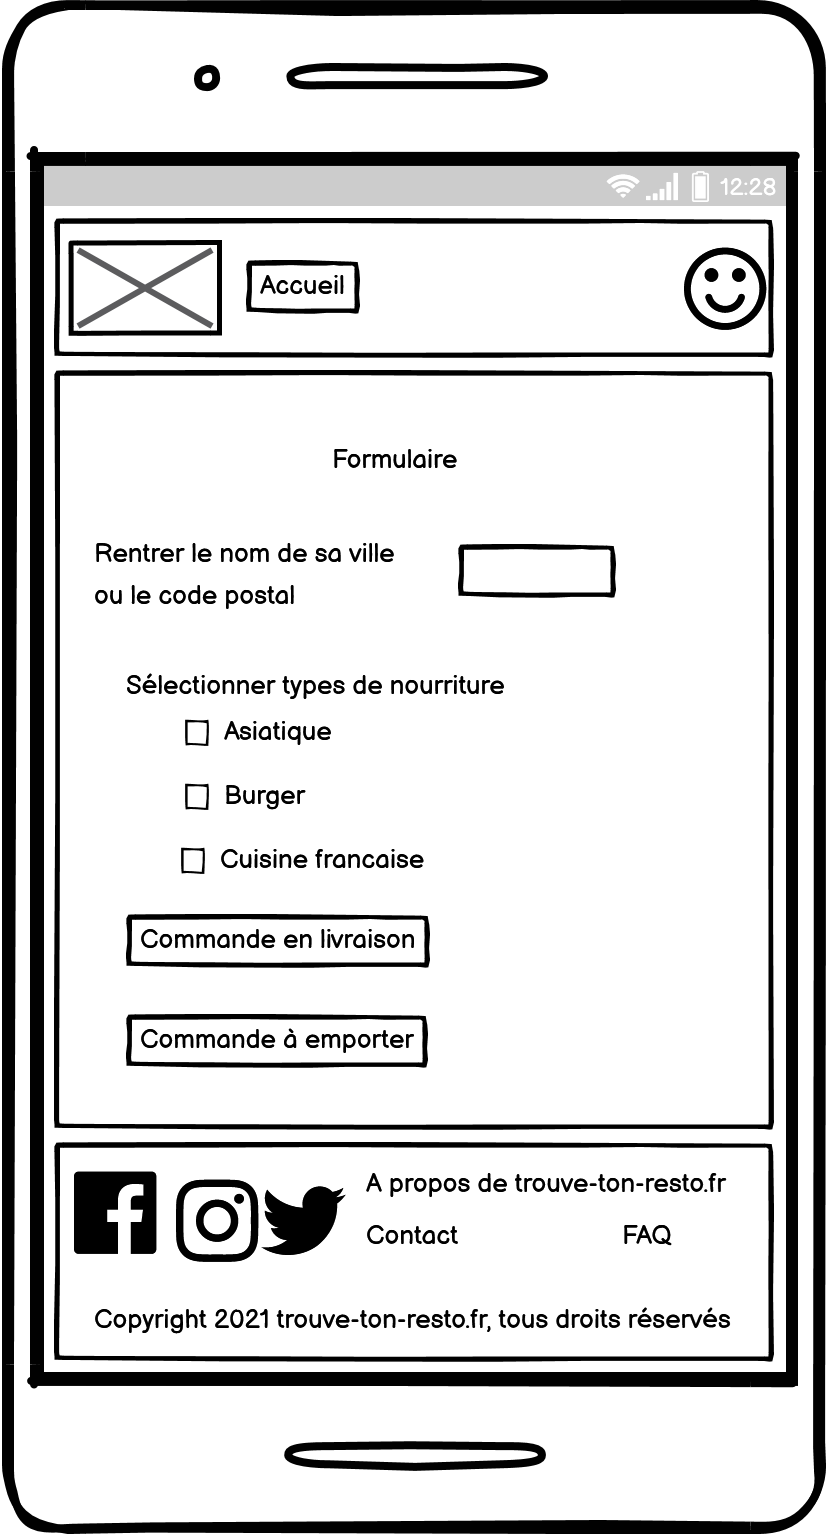 12:28
Accueil
Formulaire
Rentrer le nom de sa ville
ou le code postal
Sélectionner types de nourriture
Asiatique
Burger
Cuisine francaise
Commande en livraison
Commande à emporter
A propos de trouve-ton-resto.fr
Contact FAQ
Copyright 2021 trouve-ton-resto.fr, tous droits réservés